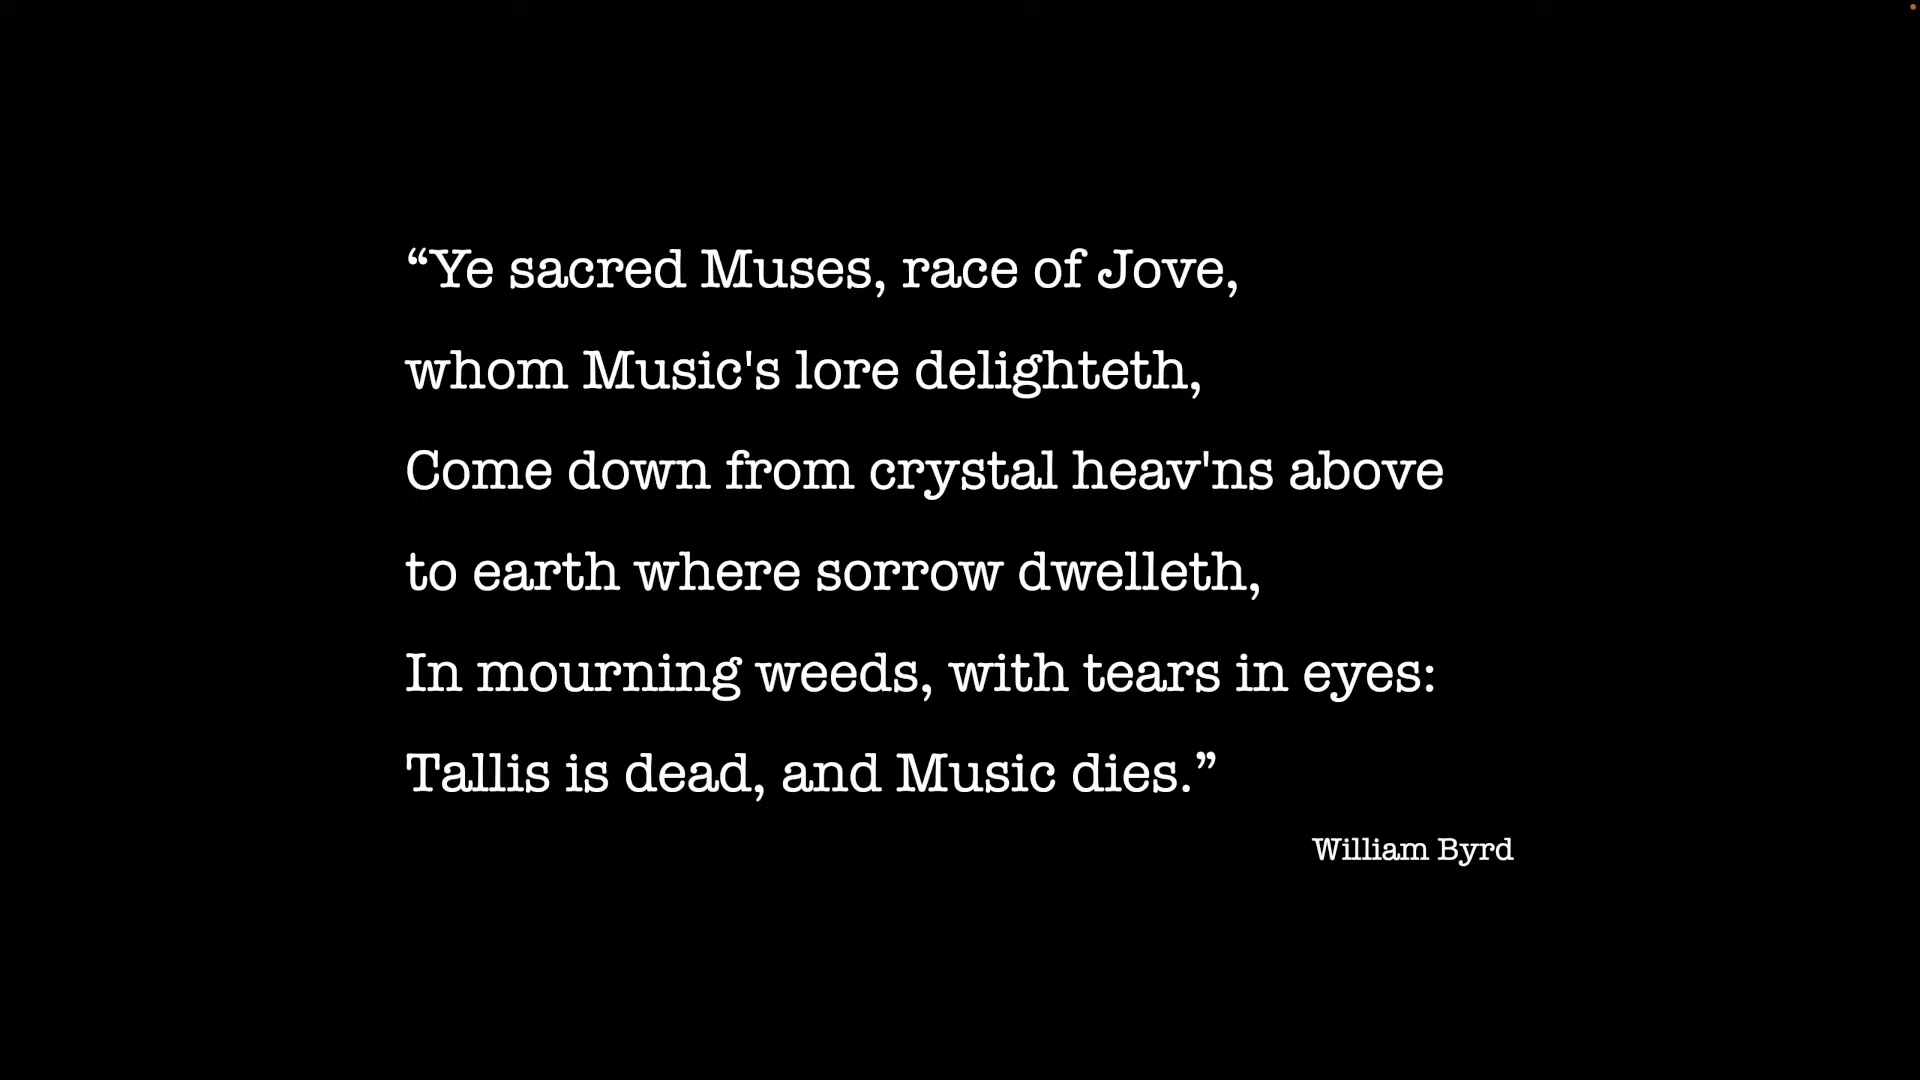 “Ye sacred Muses, race of Jove,
whom Music's lore delighteth,
Come down from crystal heav'ns above
to earth where sorrow dwelleth,
In mourning weeds, with tears in eyes:
Tallis is dead, and Music dies.”
William Byrd